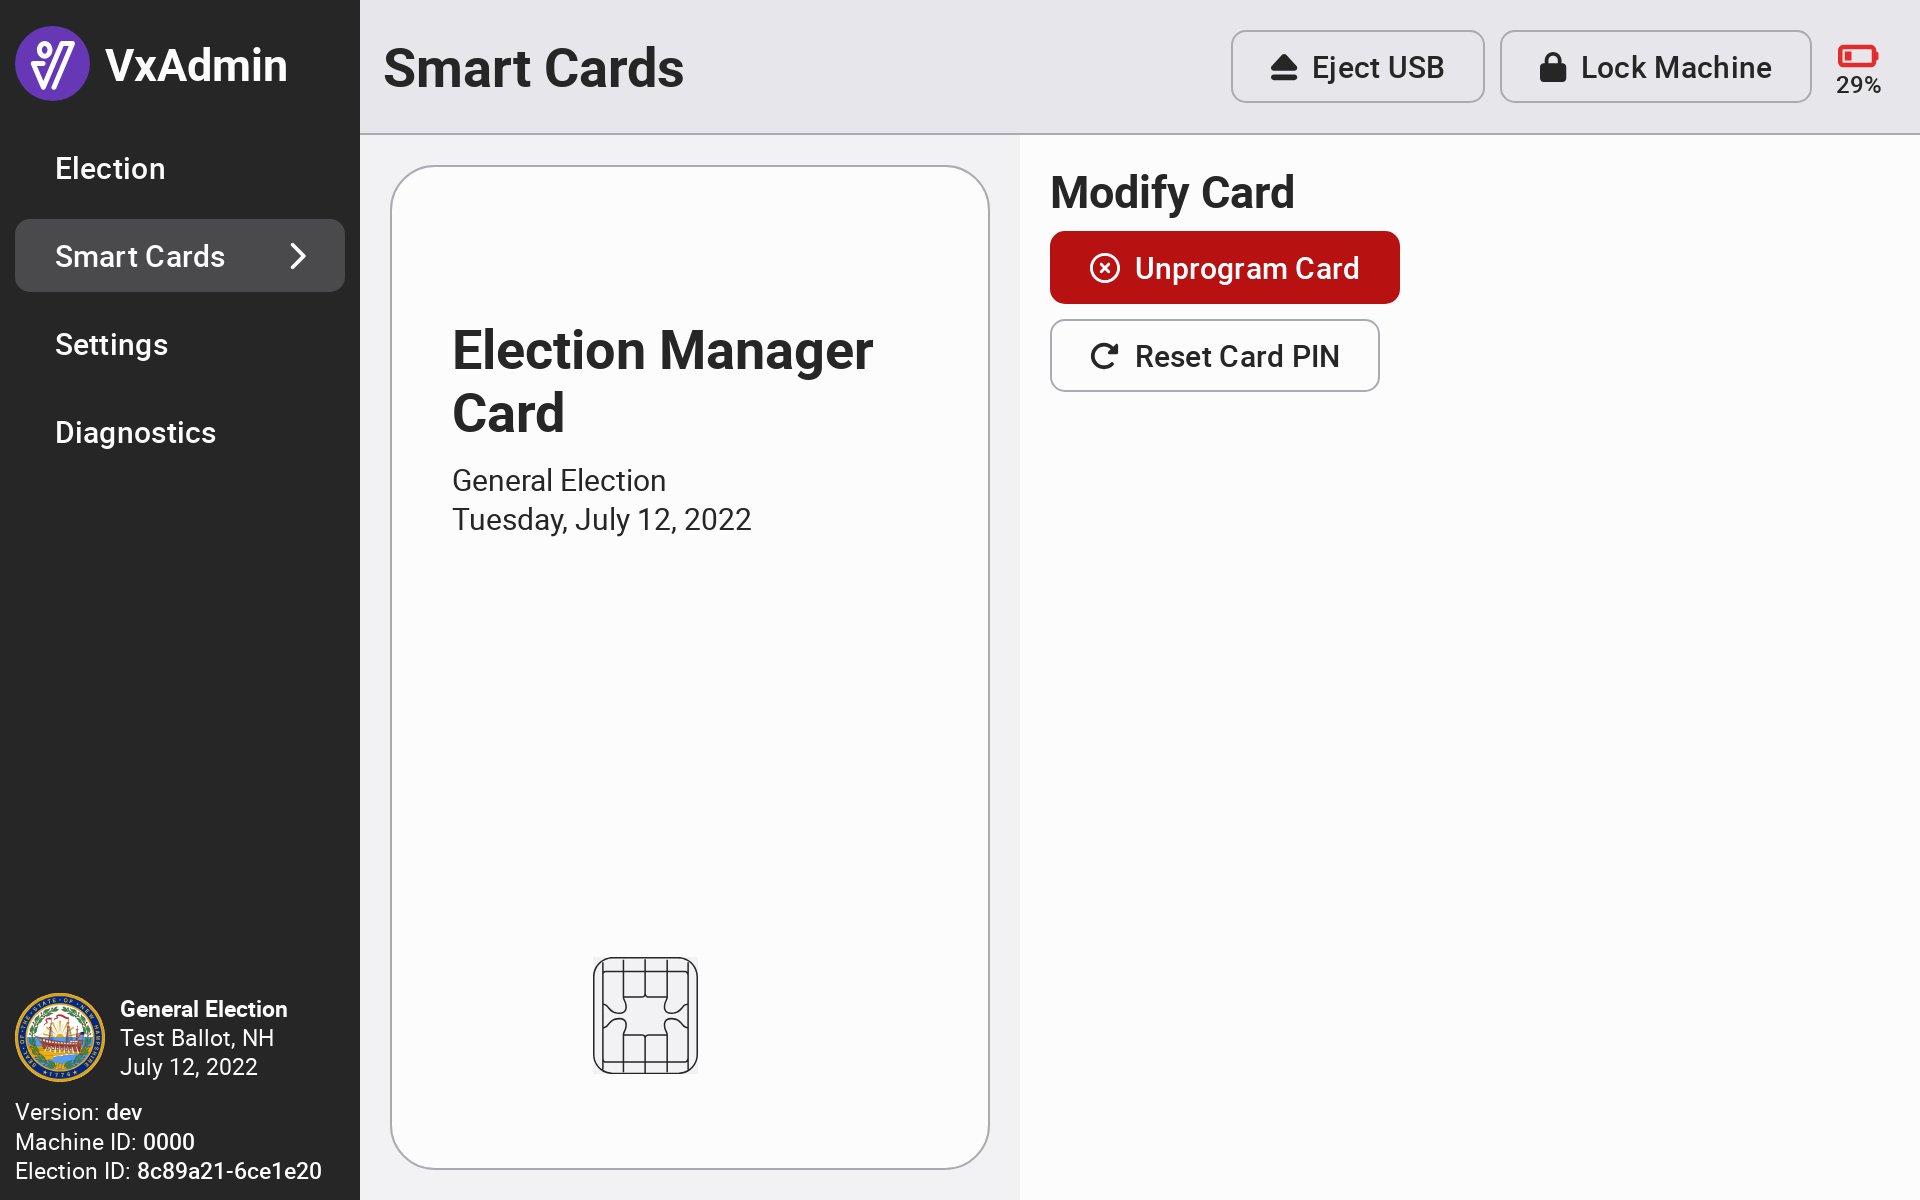 VxAdmin
Election
Smart Cards
Settings
Diagnostics
General Election
Test Ballot, NH
July 12, 2022
Version: dev
Machine ID: 0000
Election ID: 8c89a21-6ce1e20
Smart Cards
Eject USB
Lock Machine
29%
Election Manager
Card
General Election
Tuesday, July 12, 2022
Modify Card
Unprogram Card
Reset Card PIN